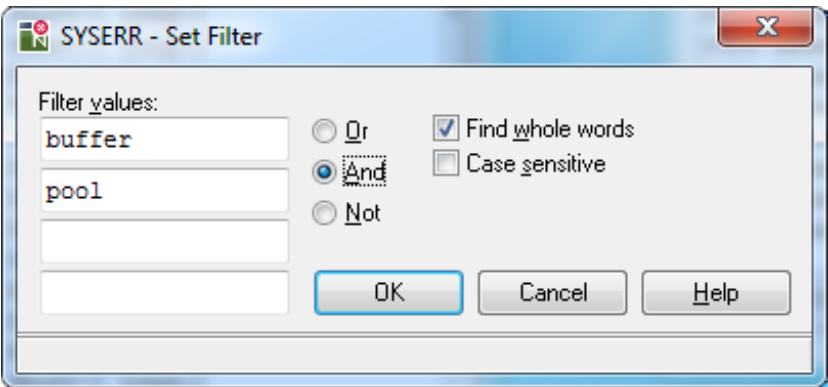 SYSERR - Set Filter
Filter values:
buffer
pool
Or
And
Not
Find whole words
Case sensitive
OK
Cancel
Help